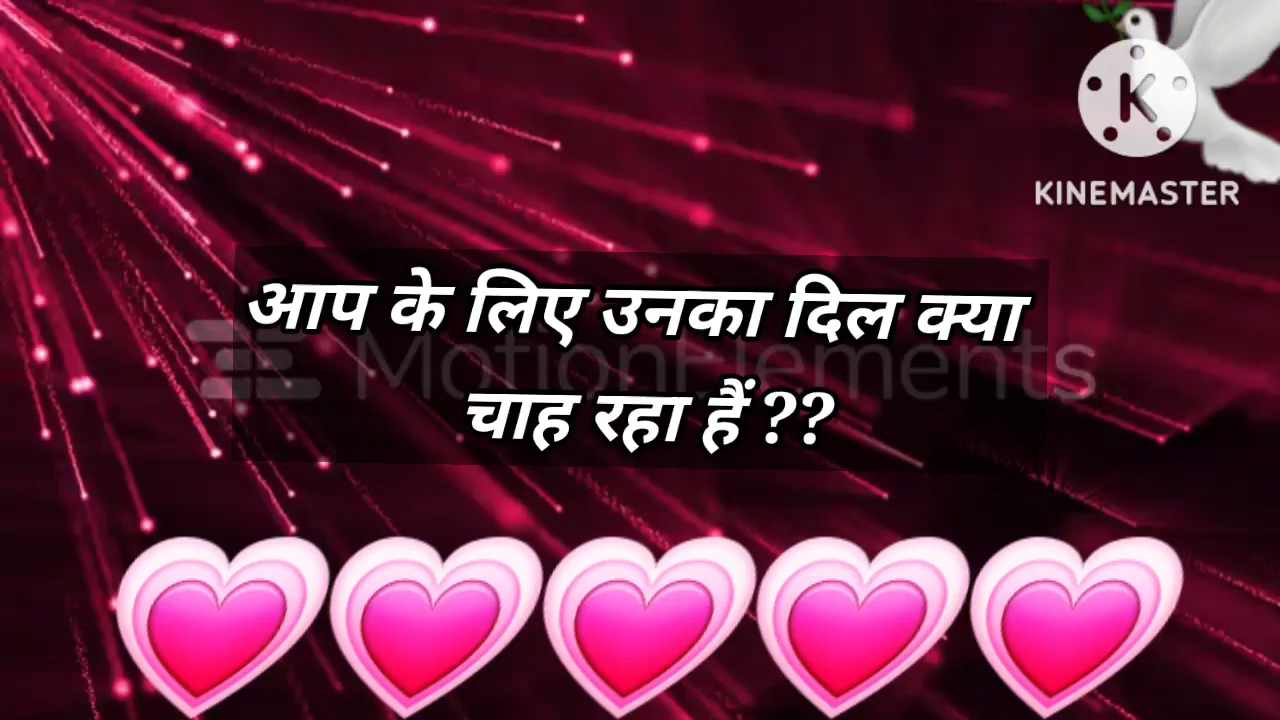 K
KINEMASTER
आप के लिए उनका दिल क्या
MotionElements
चाह रहा हैं ??